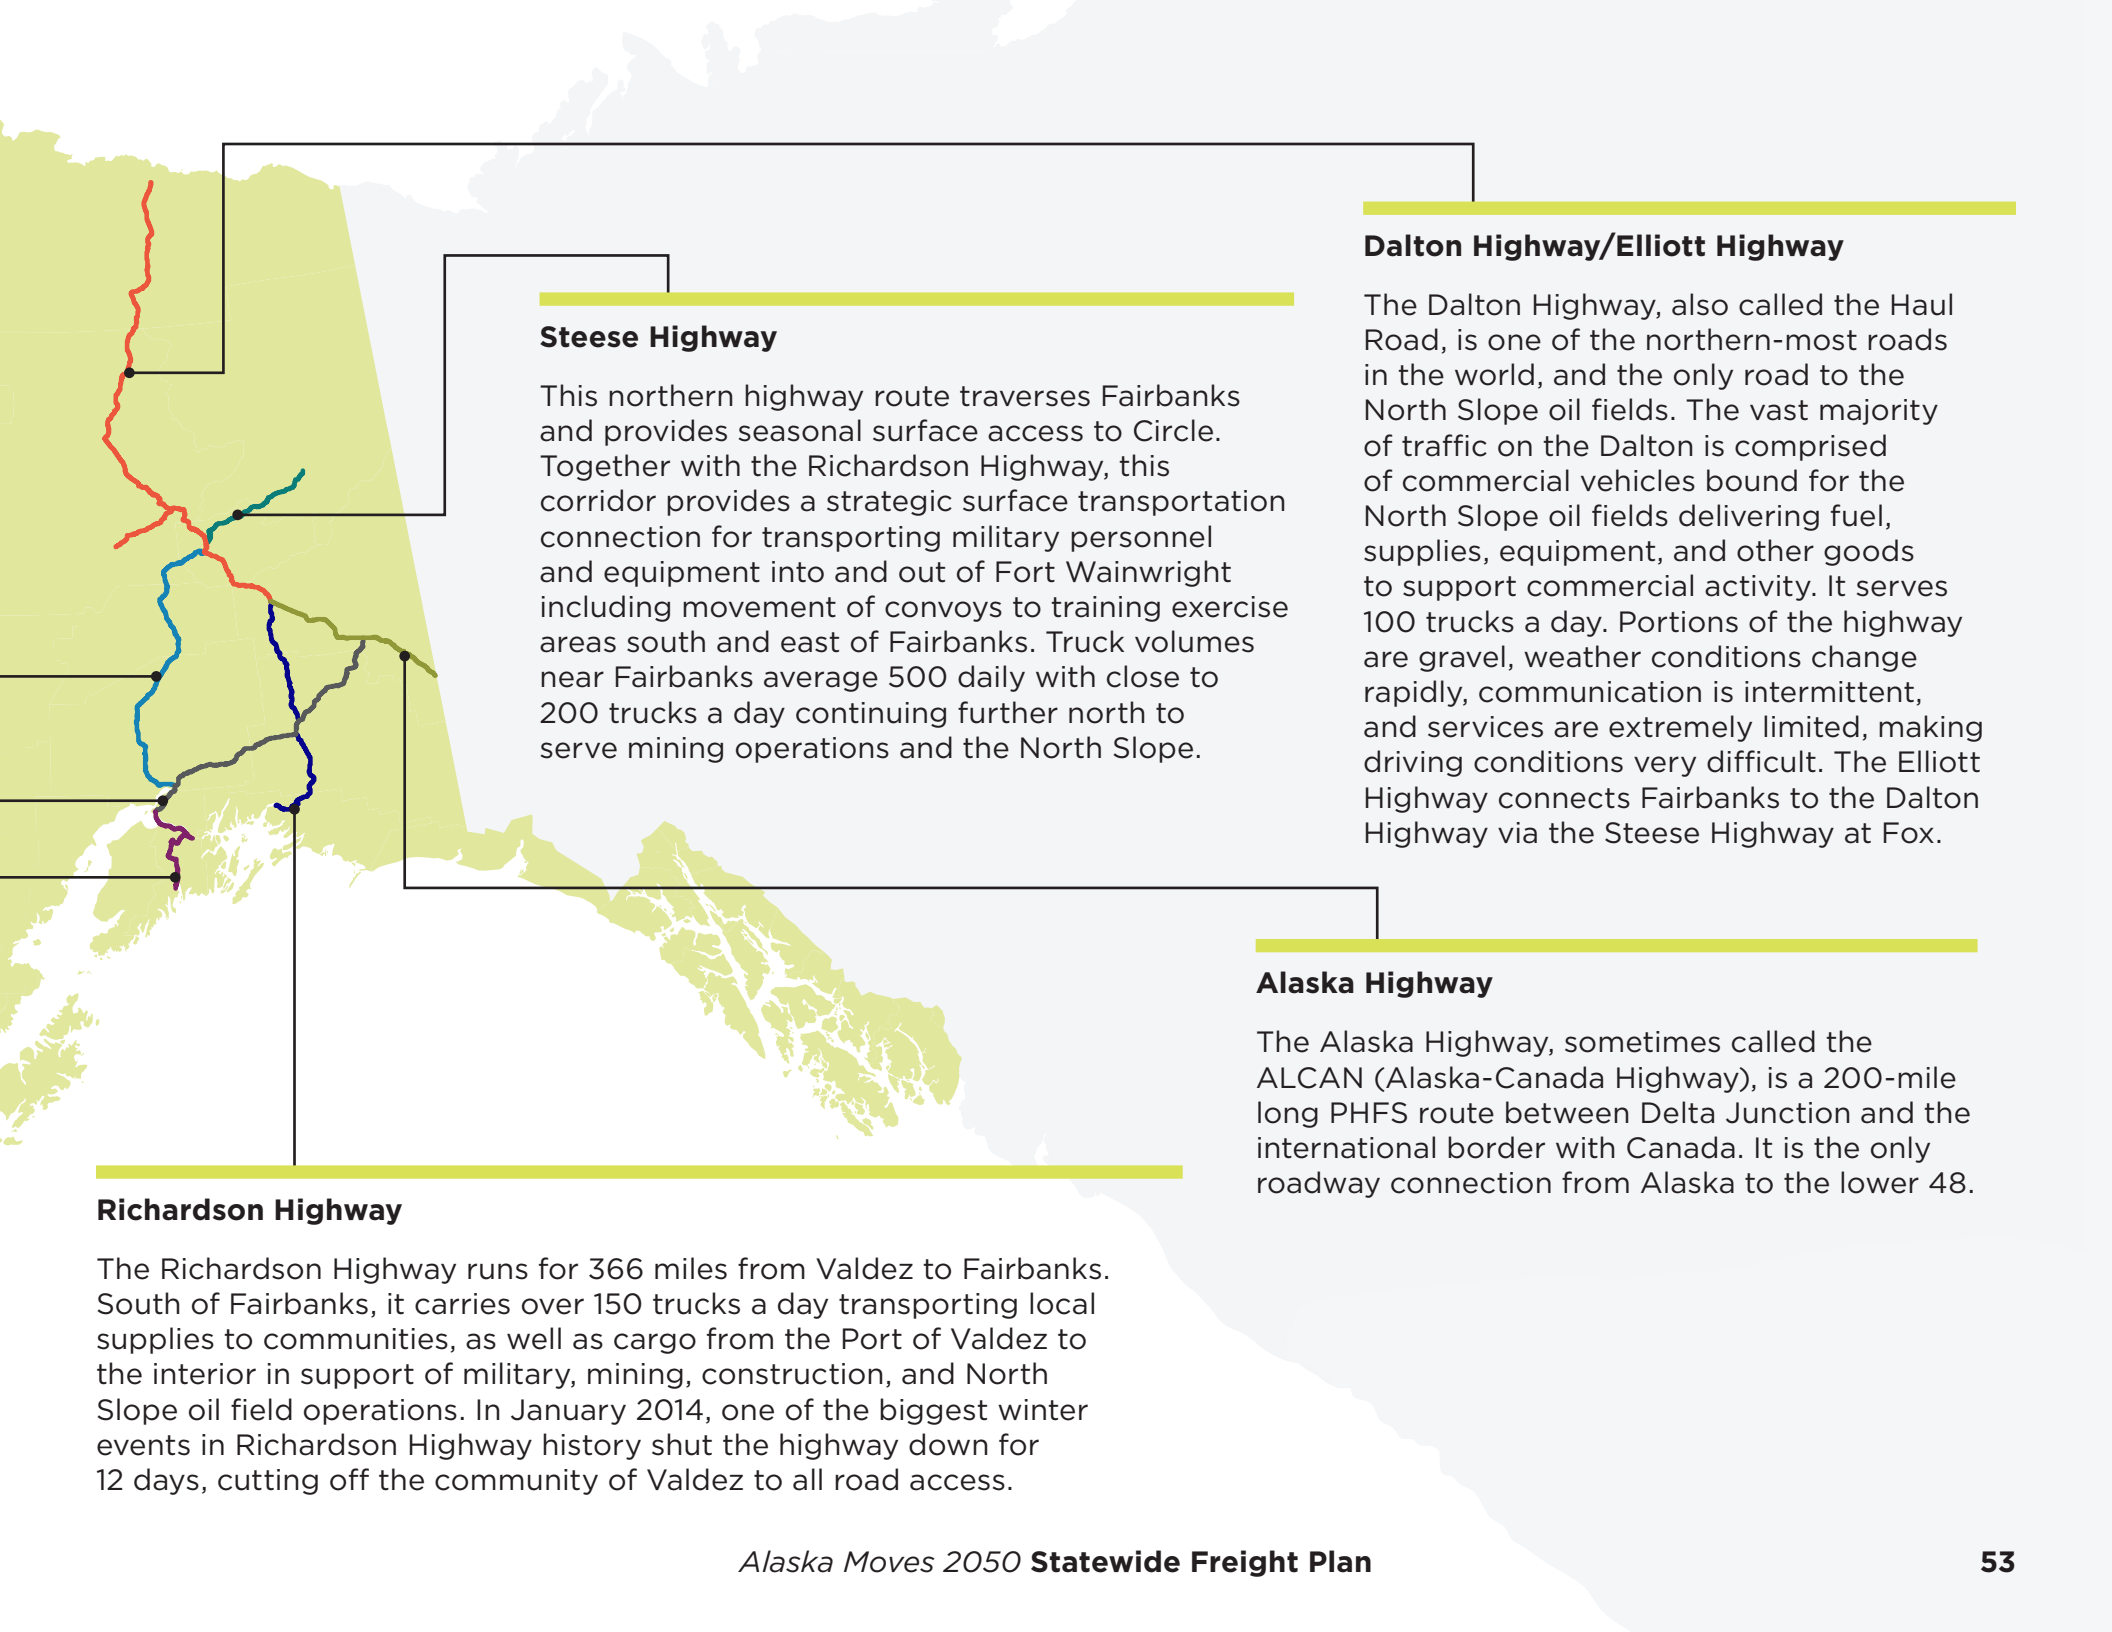 Dalton Highway/Elliott Highway
The Dalton Highway, also called the Haul
Road, is one of the northern-most roads
in the world, and the only road to the
North Slope oil fields. The vast majority
of traffic on the Dalton is comprised
of commercial vehicles bound for the
North Slope oil fields delivering fuel,
supplies, equipment, and other goods
to support commercial activity. It serves
100 trucks a day. Portions of the highway
are gravel, weather conditions change
rapidly, communication is intermittent,
and services are extremely limited, making
driving conditions very difficult. The Elliott
Highway connects Fairbanks to the Dalton
Highway via the Steese Highway at Fox.
Steese Highway
This northern highway route traverses Fairbanks
and provides seasonal surface access to Circle.
Together with the Richardson Highway, this
corridor provides a strategic surface transportation
connection for transporting military personnel
and equipment into and out of Fort Wainwright
including movement of convoys to training exercise
areas south and east of Fairbanks. Truck volumes
near Fairbanks average 500 daily with close to
200 trucks a day continuing further north to
serve mining operations and the North Slope.
Alaska Highway
The Alaska Highway, sometimes called the
ALCAN (Alaska-Canada Highway), is a 200-mile
long PHFS route between Delta Junction and the
international border with Canada. It is the only
roadway connection from Alaska to the lower 48.
Richardson Highway
The Richardson Highway runs for 366 miles from Valdez to Fairbanks.
South of Fairbanks, it carries over 150 trucks a day transporting local
supplies to communities, as well as cargo from the Port of Valdez to
the interior in support of military, mining, construction, and North
Slope oil field operations. In January 2014, one of the biggest winter
events in Richardson Highway history shut the highway down for
12 days, cutting off the community of Valdez to all road access.
Alaska Moves 2050 Statewide Freight Plan
53